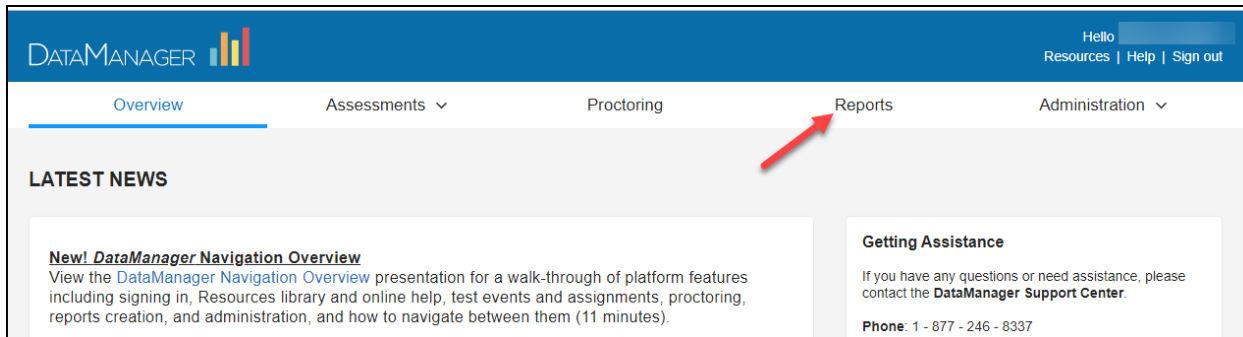 DATAMANAGER
Hello
Resources | Help | Sign out
Overview
Assessments
Proctoring
Reports
Administration
LATEST NEWS
New! DataManager Navigation Overview
View the DataManager Navigation Overview presentation for a walk-through of platform features
including signing in, Resources library and online help, test events and assignments, proctoring,
reports creation, and administration, and how to navigate between them (11 minutes).
Getting Assistance
If you have any questions or need assistance, please
contact the DataManager Support Center.
Phone: 1 - 877 - 246 - 8337